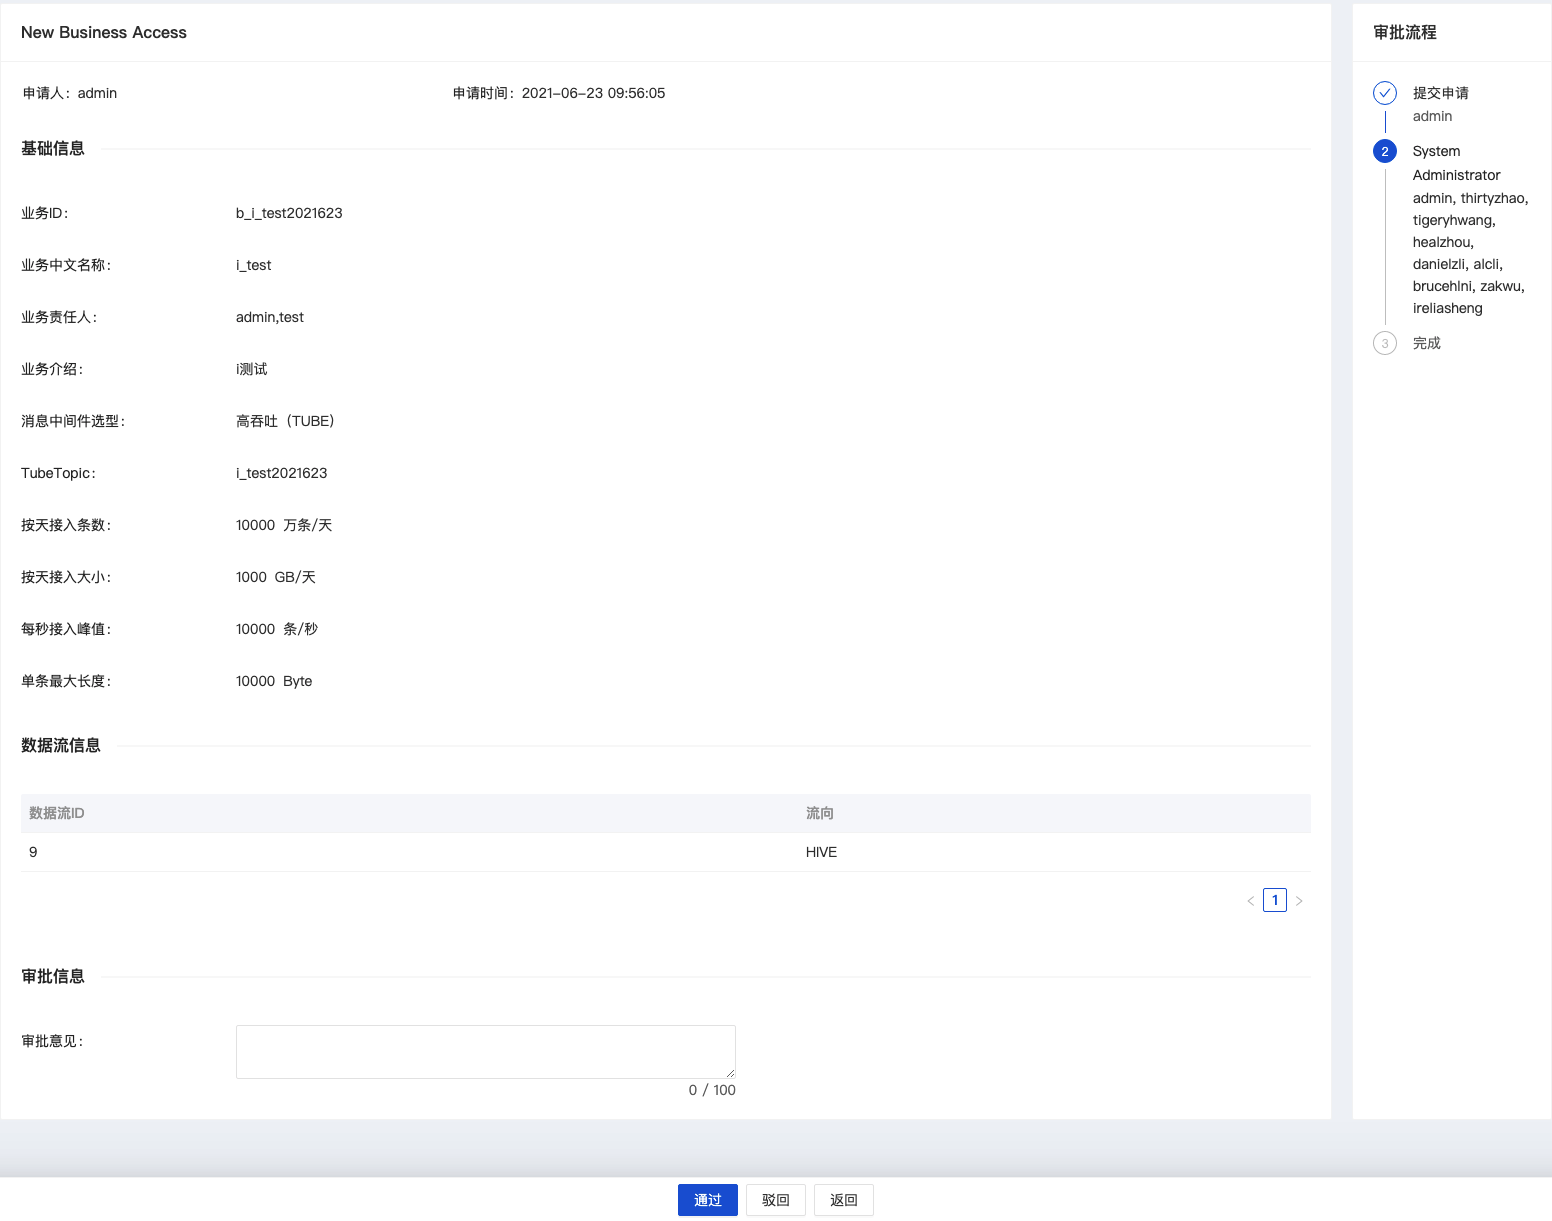 New Business Access
申请人：admin
申请时间：2021-06-23 09:56:05
基础信息
业务ID：
b_i_test2021623
业务中文名称：
i_test
业务责任人：
admin,test
业务介绍：
i测试
消息中间件选型：
高吞吐（TUBE）
TubeTopic：
i_test2021623
按天接入条数：
10000 万条/天
按天接入大小：
1000 GB/天
每秒接入峰值：
10000 条/秒
单条最大长度：
10000 Byte
数据流信息
数据流ID
流向
9
HIVE
< 1 >
审批信息
审批意见：
0 / 100
审批流程
提交申请
admin
2
System
Administrator
admin, thirtyzhao,
tigeryhwang,
healzhou,
danielzli, alcli,
brucehlni, zakwu,
ireliasheng
3
完成
通过
驳回
返回